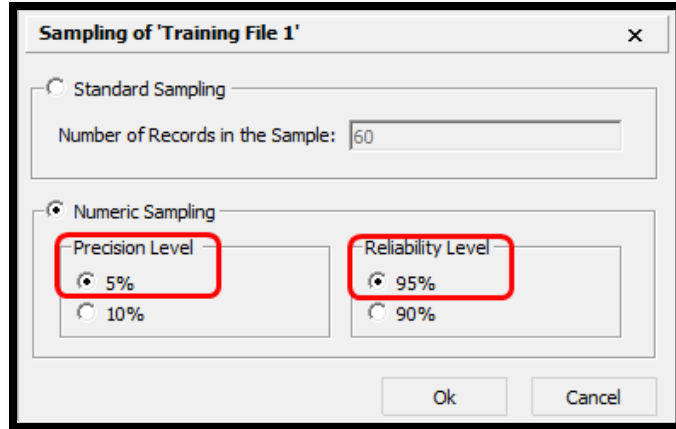 Sampling of 'Training File 1'
Standard Sampling
Number of Records in the Sample: 60
Numeric Sampling
Precision Level
5%
10%
Reliability Level
95%
90%
Ok
Cancel